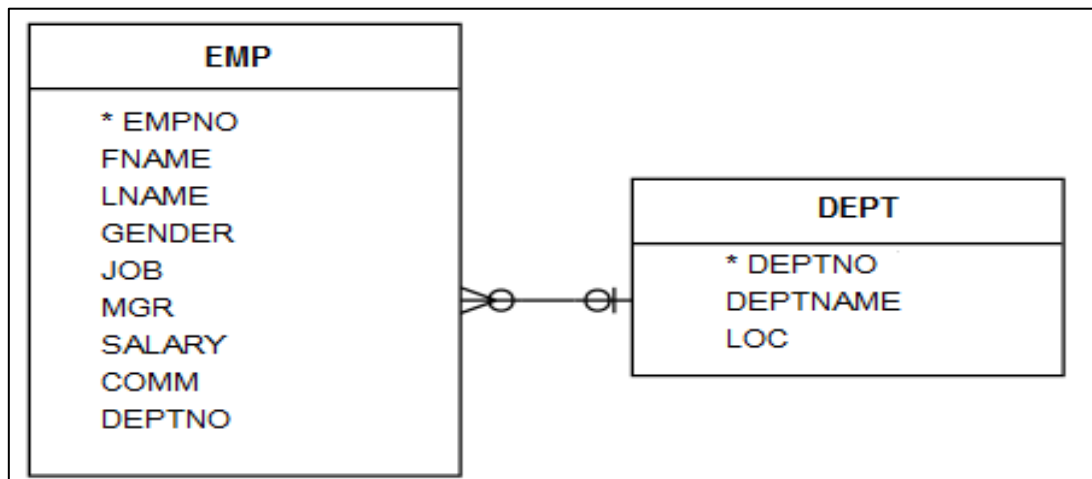 EMP
* EMPNO
FNAME
LNAME
GENDER
JOB
MGR
SALARY
COMM
DEPTNO
DEPT
* DEPTNO
DEPTNAME
LOC